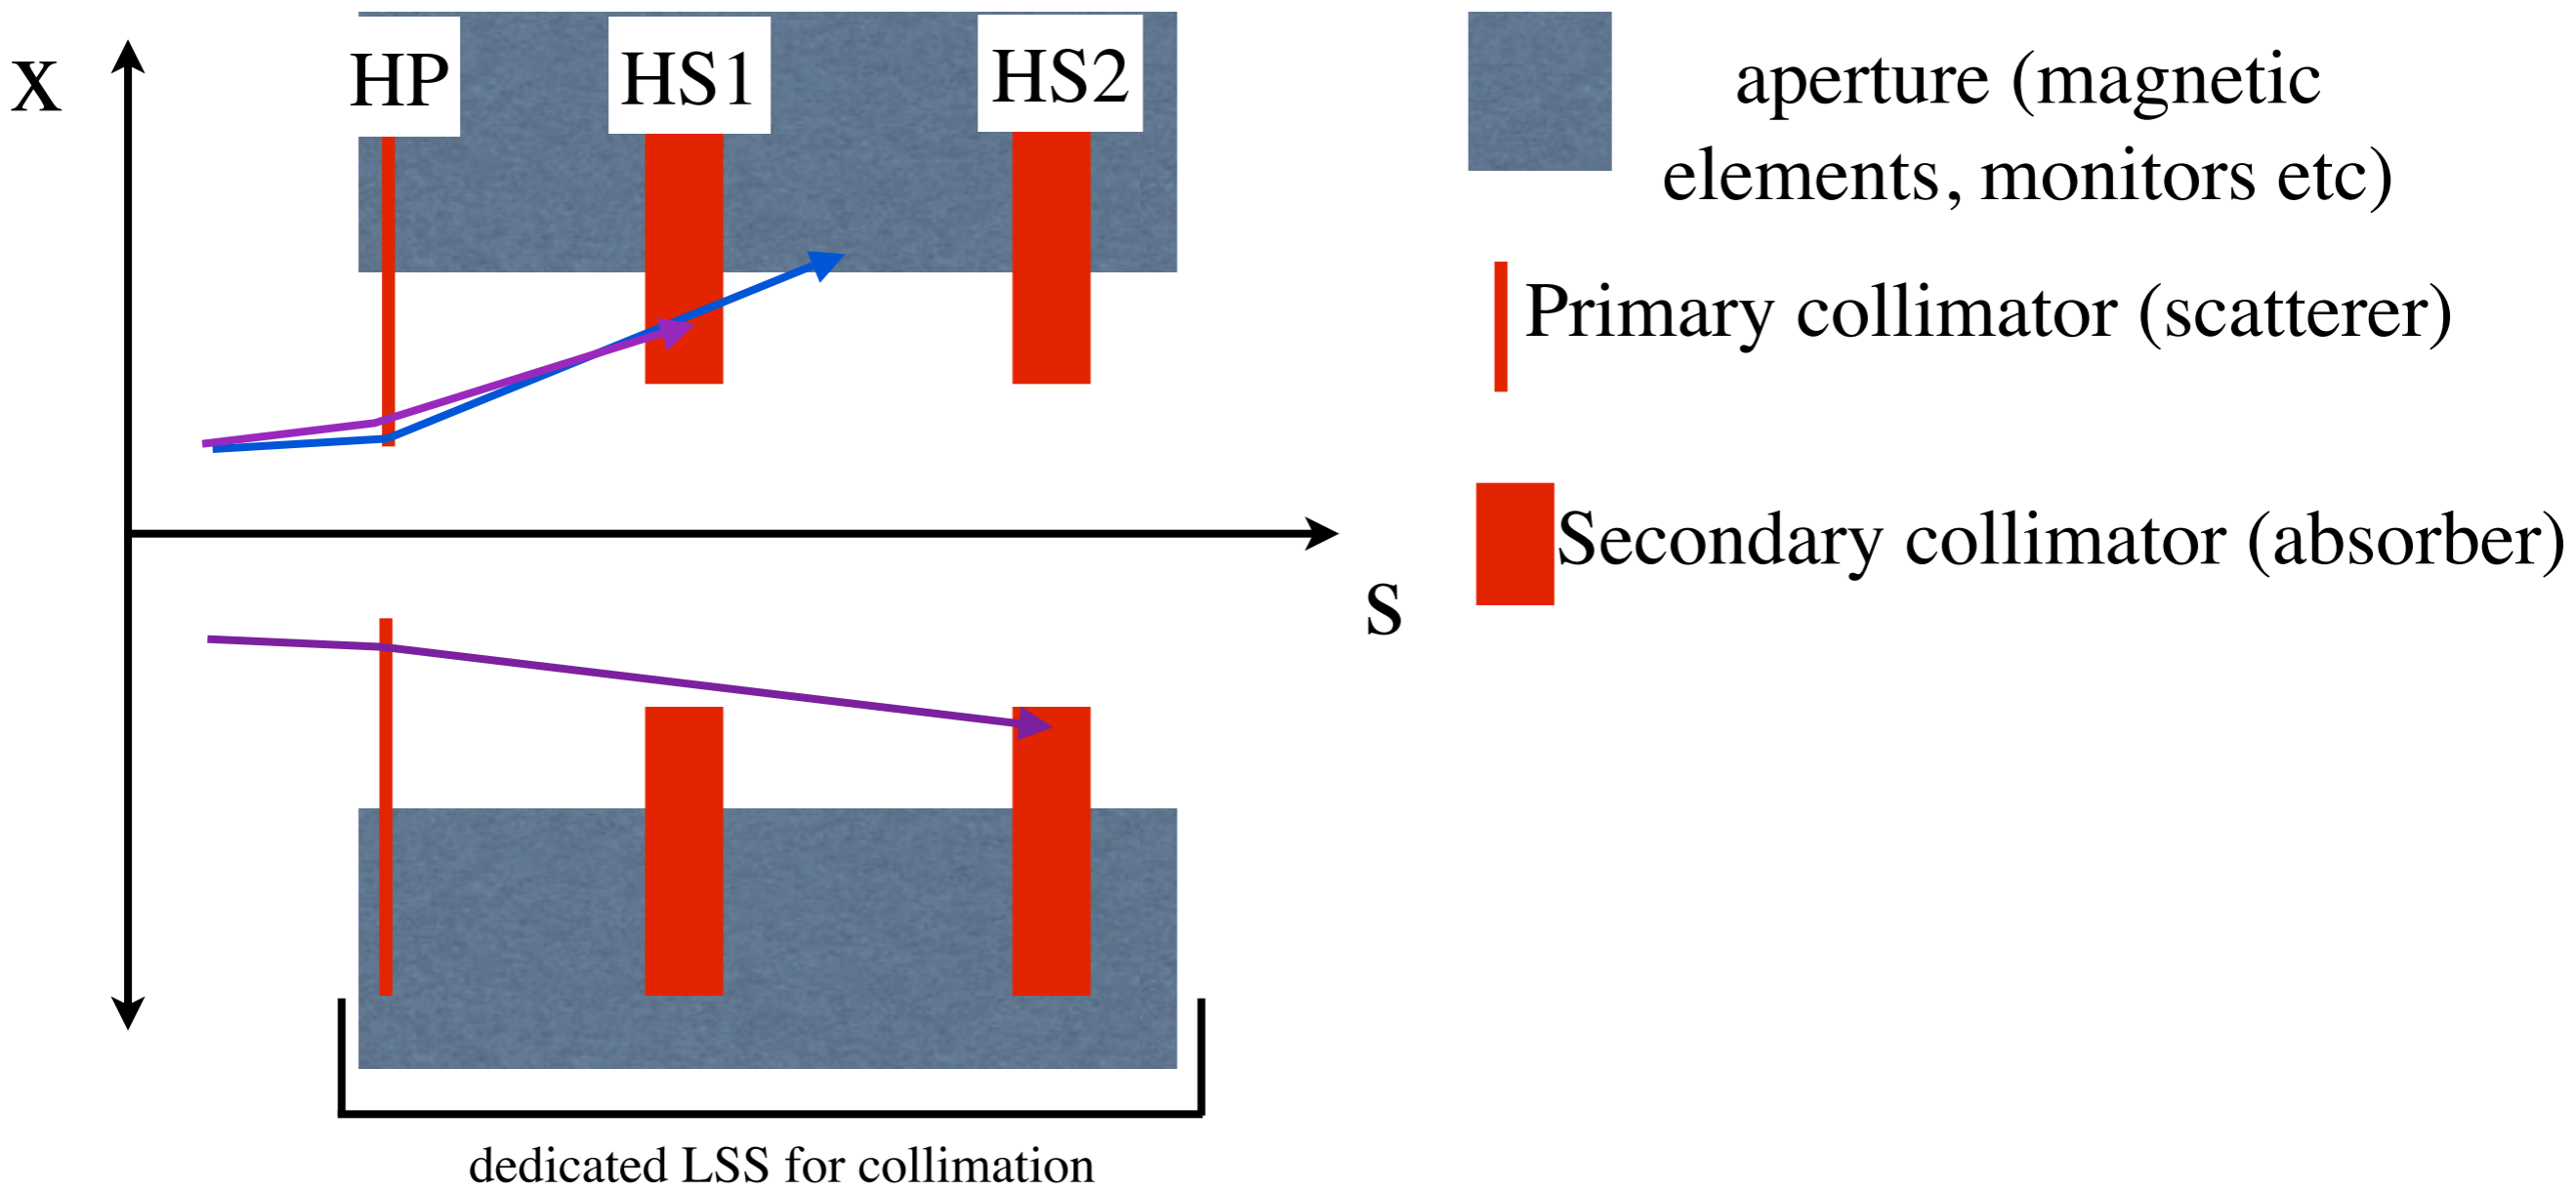 x
HP
HS1
HS2
aperture (magnetic
elements, monitors etc)
Primary collimator (scatterer)
Secondary collimator (absorber)
s
dedicated LSS for collimation